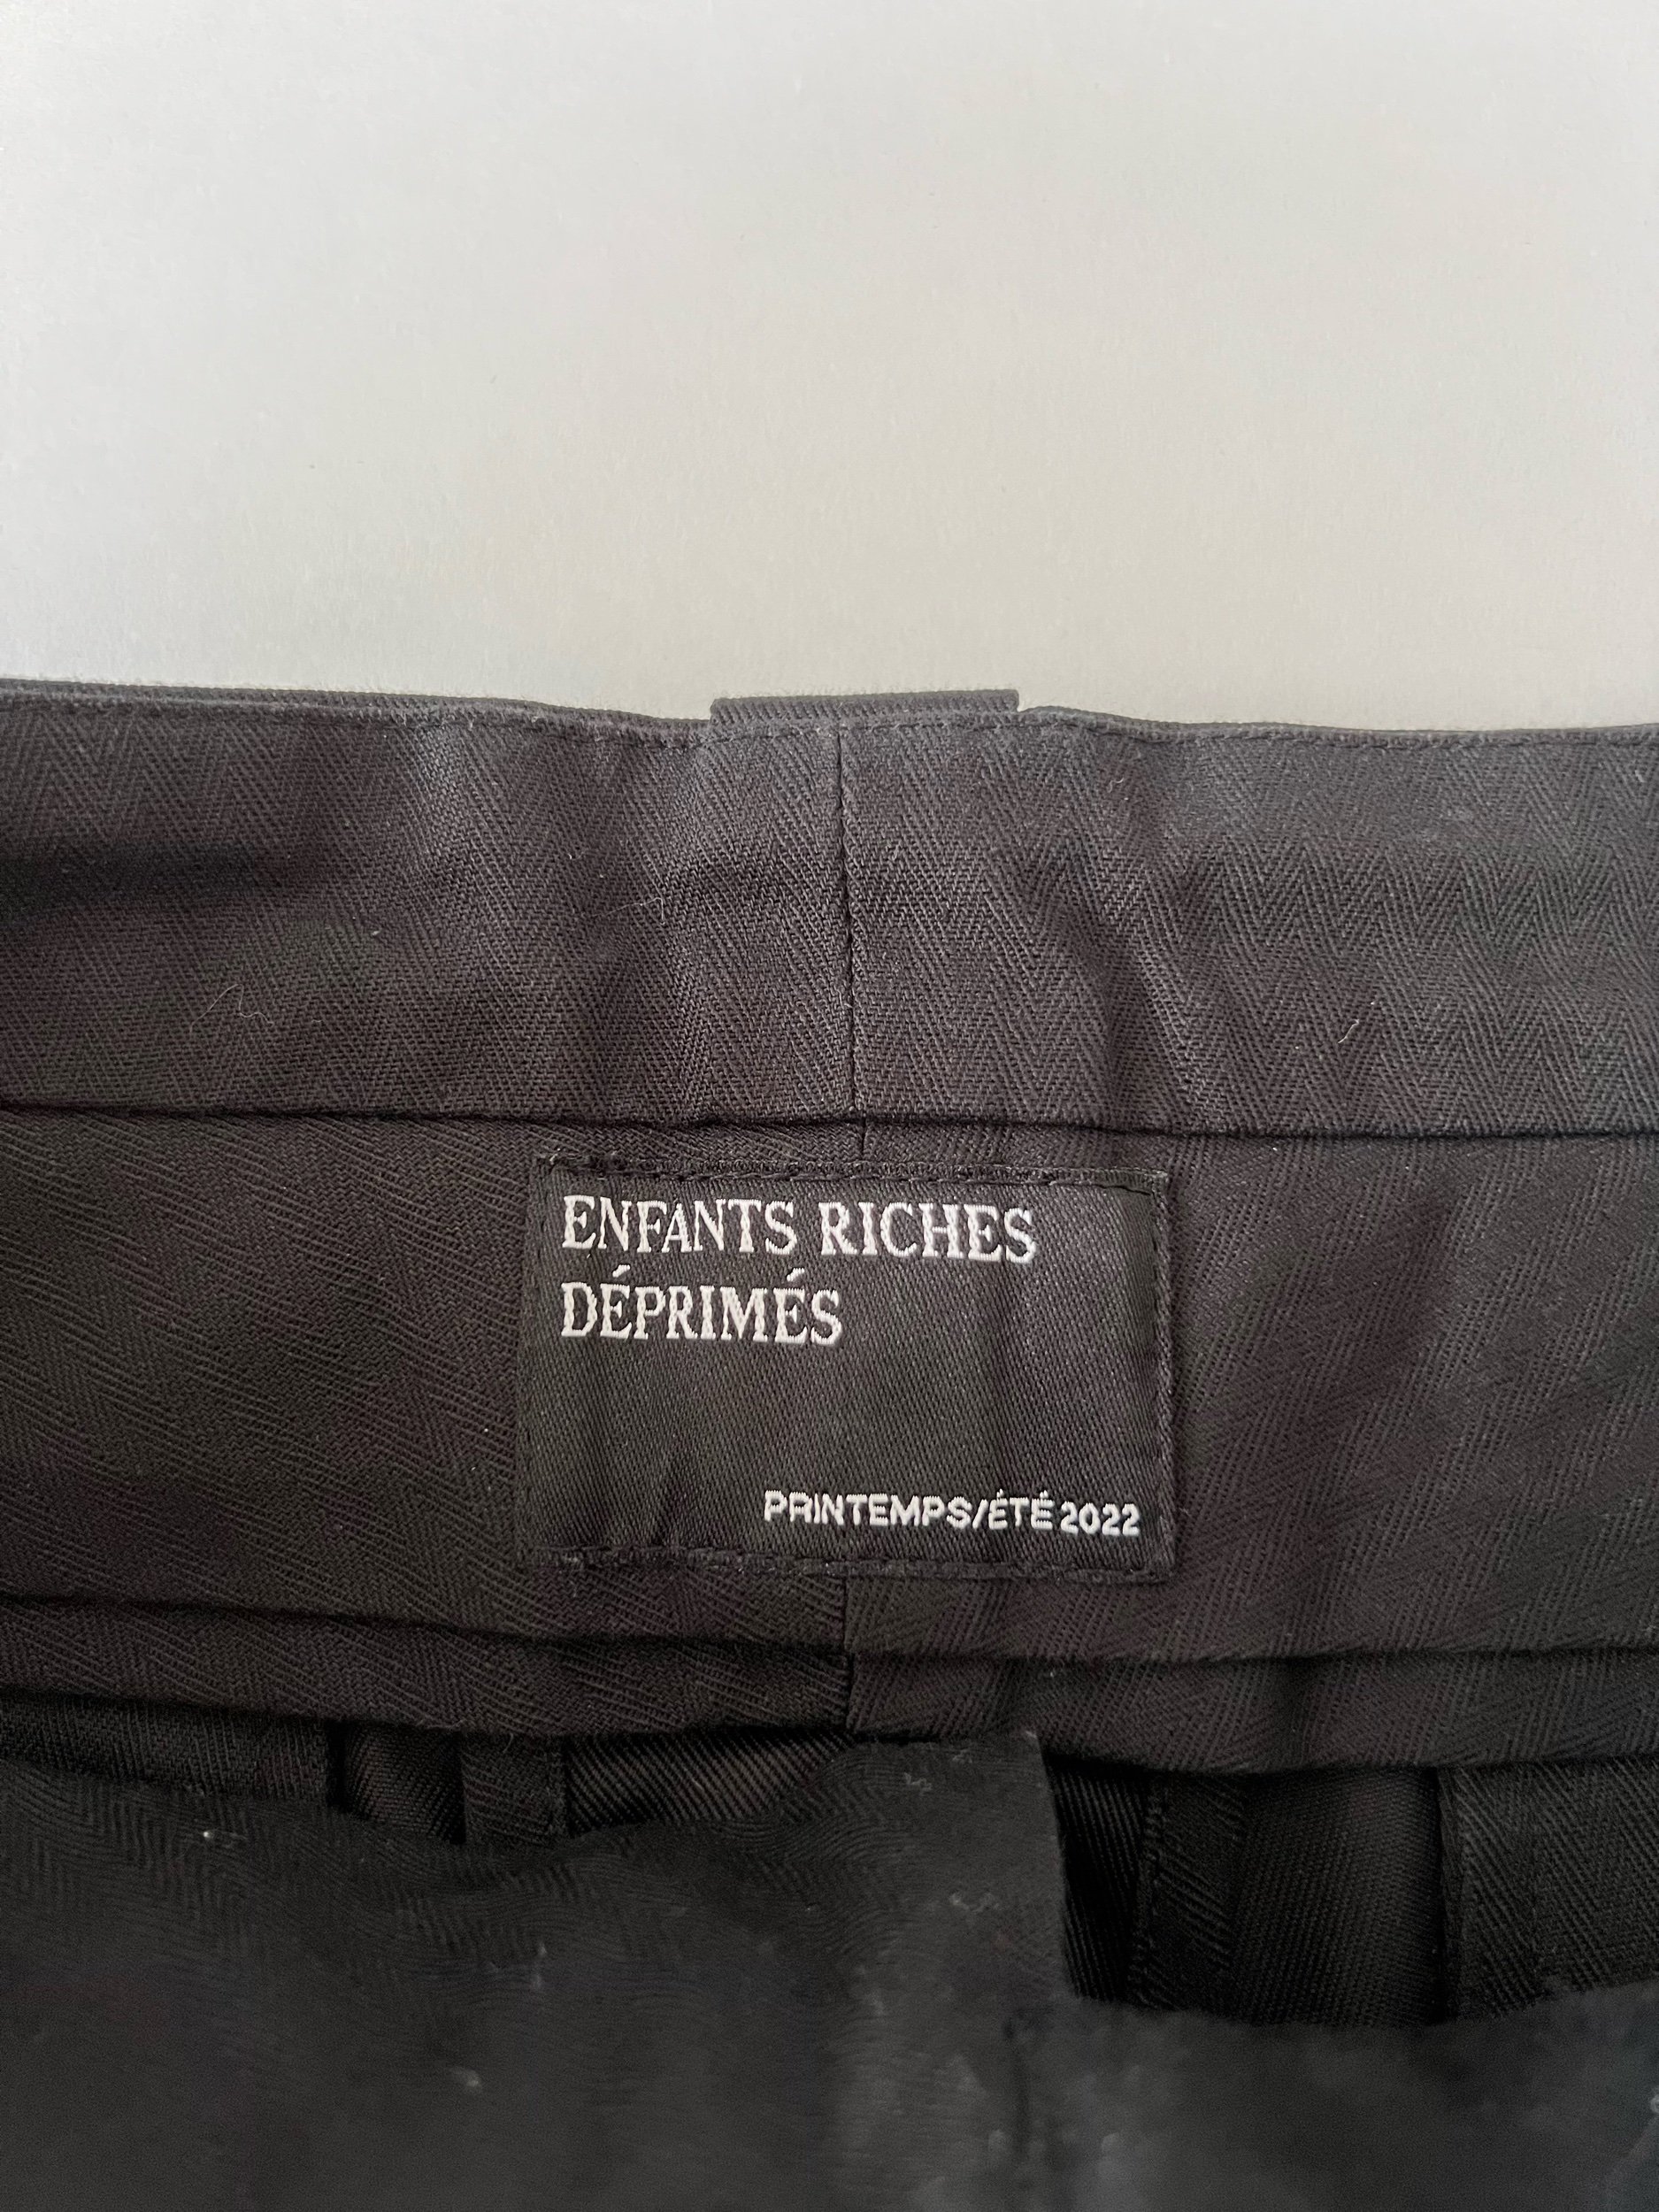 ENFANTS RICHES
DÉPRIMÉS
PRINTEMPS/ÉTÉ 2022